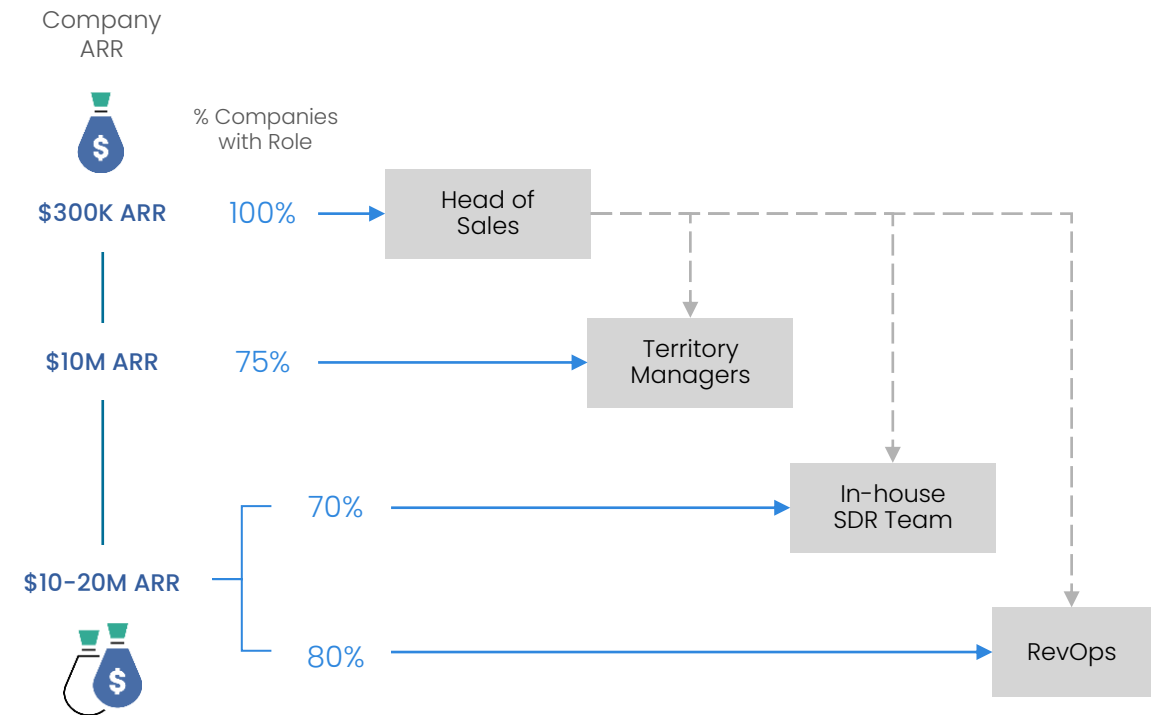 Company
ARR
$
% Companies
with Role
$300K ARR
100%
Head of
Sales
$10M ARR
75%
Territory
Managers
70%
In-house
SDR Team
$10-20M ARR
80%
RevOps
$